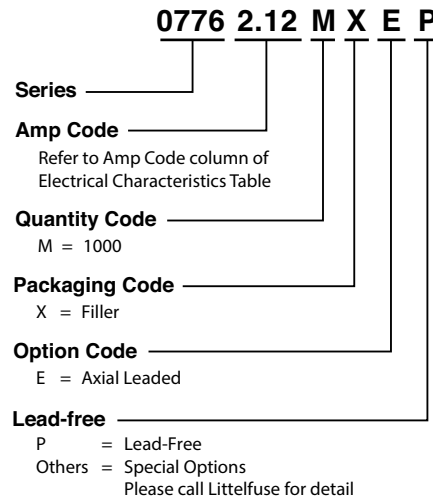 0776 2.12 M X E P
Series
Amp Code
Refer to Amp Code column of
Electrical Characteristics Table
Quantity Code
M = 1000
Packaging Code
X = Filler
Option Code
E = Axial Leaded
Lead-free
P = Lead-Free
Others = Special Options
Please call Littelfuse for detail